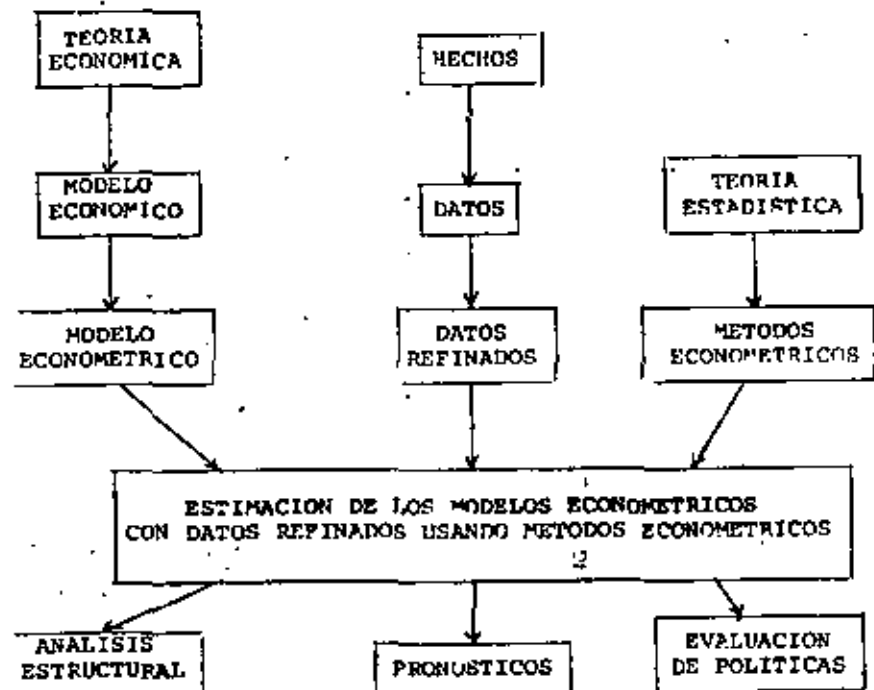 TEORIA
ECONOMICA
HECHOS
MODELO
ECONOMICO
DATOS
TEORIA
ESTADISTICA
MODELO
ECONOMETRICO
DATOS
REFINADOS
METODOS
ECONOMETRICOS
ESTIMACION DE LOS MODELOS ECONOMETRICOS
CON DATOS REFINADOS USANDO METODOS ECONOMETRICOS
ANALISIS
ESTRUCTURAL
PRONOSTICOS
EVALUACION
DE POLITICAS